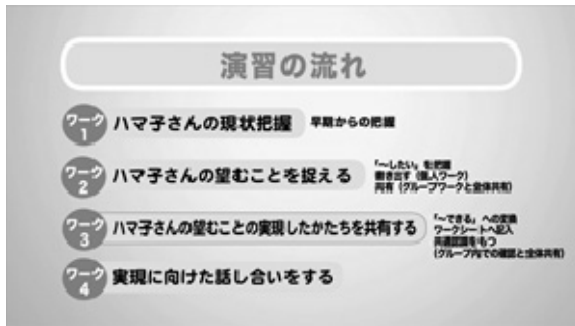 演習の流れ
ワーク1 ハマ子さんの現状把握 早期からの把握
ワーク2 ハマ子さんの望むことを捉える
「～したい」を把握
書き出す(個人ワーク)
共有(グループワークと全体共有)
ワーク3 ハマ子さんの望むことの実現したかたちを共有する
「～できる」への変換
ワークシートへ記入
共通認識をもつ
(グループ内での確認と全体共有)
ワーク4 実現に向けた話し合いをする